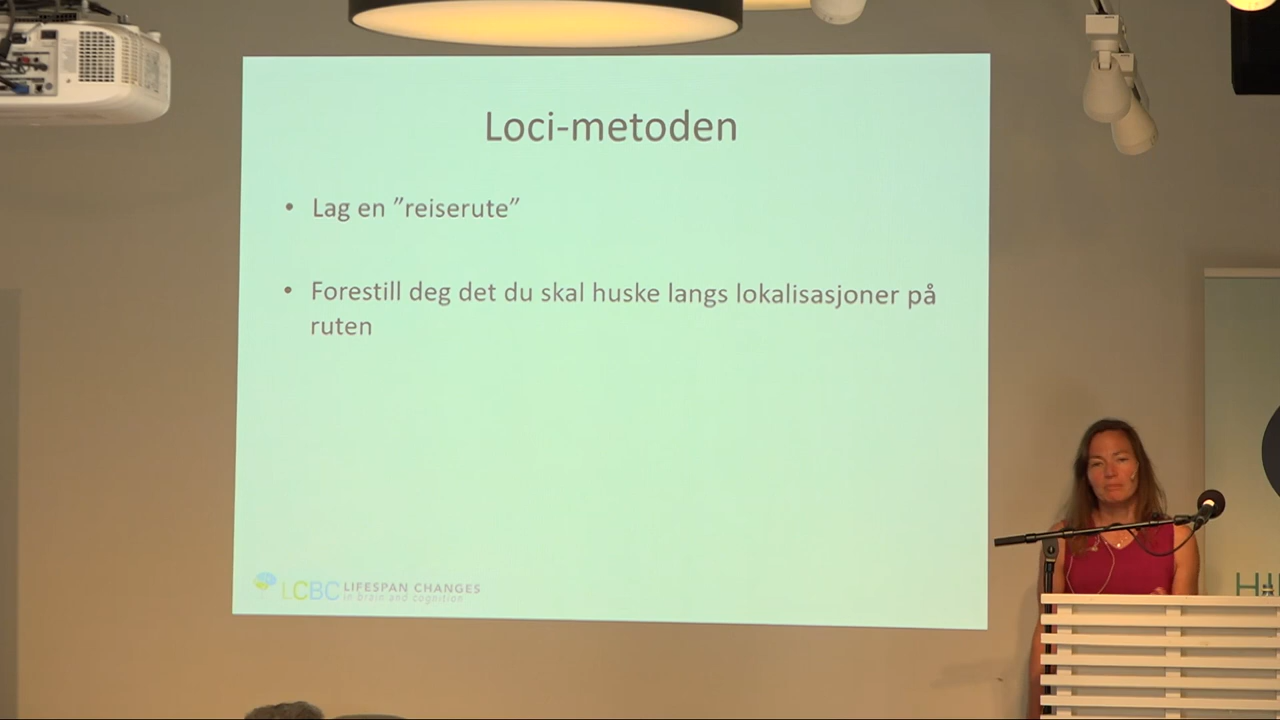 Loci-metoden
• Lag en ”reiserute”
• Forestill deg det du skal huske langs lokalisasjoner på
ruten
LCBC LIFESPAN CHANGES
in brain and cognition